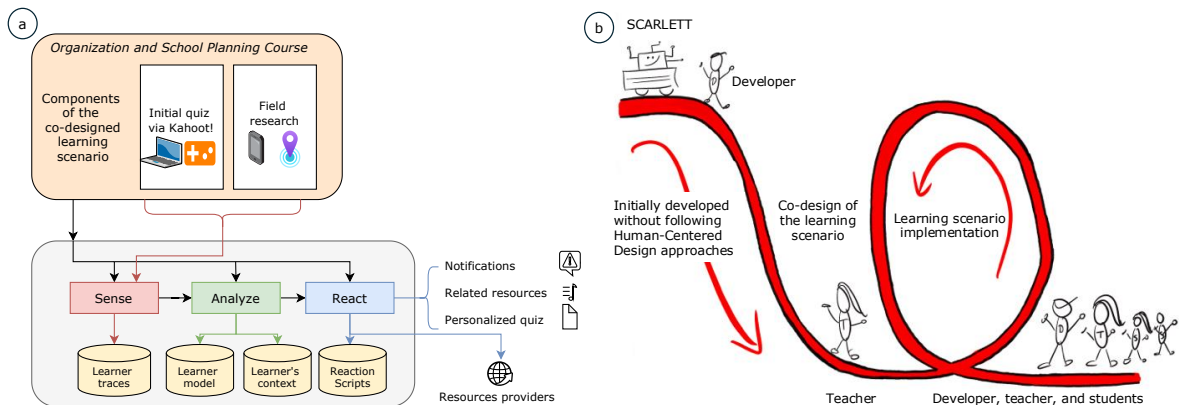 a
Organization and School Planning Course
Components
of the
co-designed
learning
scenario
Initial quiz
via Kahoot!
Field
research
Sense
Analyze
React
Notifications
Related resources
Personalized quiz
Learner
traces
Learner
model
Learner's
context
Reaction
Scripts
Resources providers
b
SCARLETT
Developer
Initially developed
without following
Human-Centered
Design approaches
Co-design of
the learning
scenario
Learning scenario
implementation
Teacher
Developer, teacher, and students